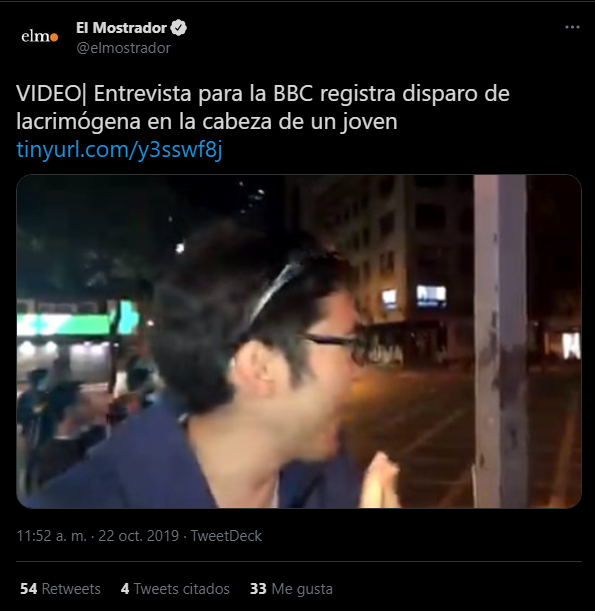 elmo
El Mostrador
@elmostrador
VIDEO| Entrevista para la BBC registra disparo de
lacrimógena en la cabeza de un joven
tinyurl.com/y3sswf8j
11:52 a. m. · 22 oct. 2019 · TweetDeck
54 Retweets 4 Tweets citados 33 Me gusta